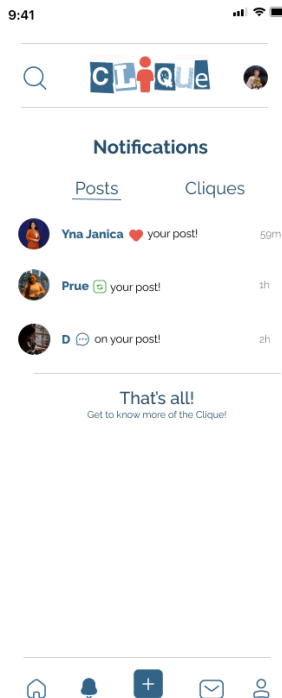 9:41
CLIQUE
Notifications
Posts Cliques
Yna Janica your post! 59m
Prue your post! 1h
D on your post! 2h
That's all!
Get to know more of the Clique!